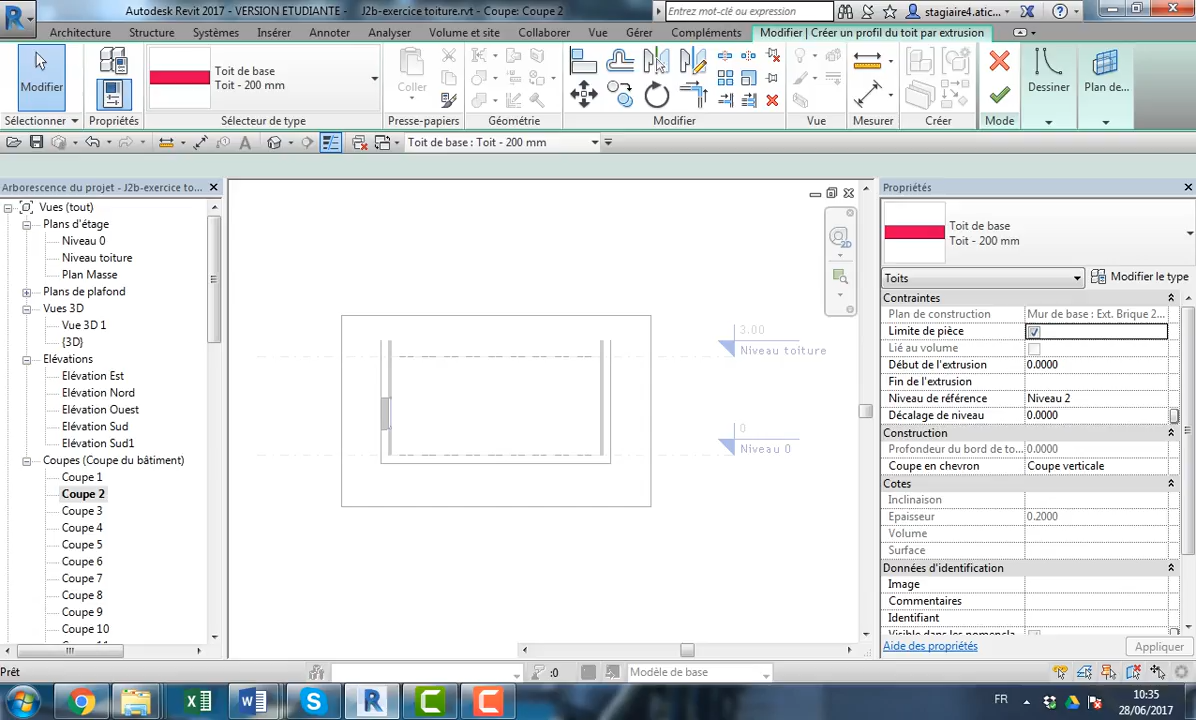 Autodesk Revit 2017 - VERSION ETUDIANTE - J2b-exercice toiture.rvt - Coupe: Coupe 2
Entrez mot-clé ou expression
stagiaire4.atic...
Architecture Structure Systèmes Insérer Annoter Analyser Volume et site Collaborer Vue Gérer Compléments Modifier | Créer un profil du toit par extrusion
Modifier
Toit de base
Toit - 200 mm
Coller
Dessiner
Plan de...
Sélectionner Propriétés Sélecteur de type Presse-papiers Géométrie Modifier Vue Mesurer Créer Mode
Toit de base : Toit - 200 mm
Arborescence du projet - J2b-exercice to...
Vues (tout)
Plans d'étage
Niveau 0
Niveau toiture
Plan Masse
Plans de plafond
Vues 3D
Vue 3D 1
{3D}
Elévations
Elévation Est
Elévation Nord
Elévation Ouest
Elévation Sud
Elévation Sud1
Coupes (Coupe du bâtiment)
Coupe 1
Coupe 2
Coupe 3
Coupe 4
Coupe 5
Coupe 6
Coupe 7
Coupe 8
Coupe 9
Coupe 10
2D
3.00
Niveau toiture
0
Niveau 0
Propriétés
Toit de base
Toit - 200 mm
Toits
Modifier le type
Contraintes
Plan de construction Mur de base : Ext. Brique 2...
Limite de pièce
Lié au volume
Début de l'extrusion 0.0000
Fin de l'extrusion
Niveau de référence Niveau 2
Décalage de niveau 0.0000
Construction
Profondeur du bord de to... 0.0000
Coupe en chevron Coupe verticale
Cotes
Inclinaison
Epaisseur 0.2000
Volume
Surface
Données d'identification
Image
Commentaires
Identifiant
Visible dans les nomencla...
Aide des propriétés
Appliquer
Prêt
:0
Modèle de base
FR
10:35
28/06/2017